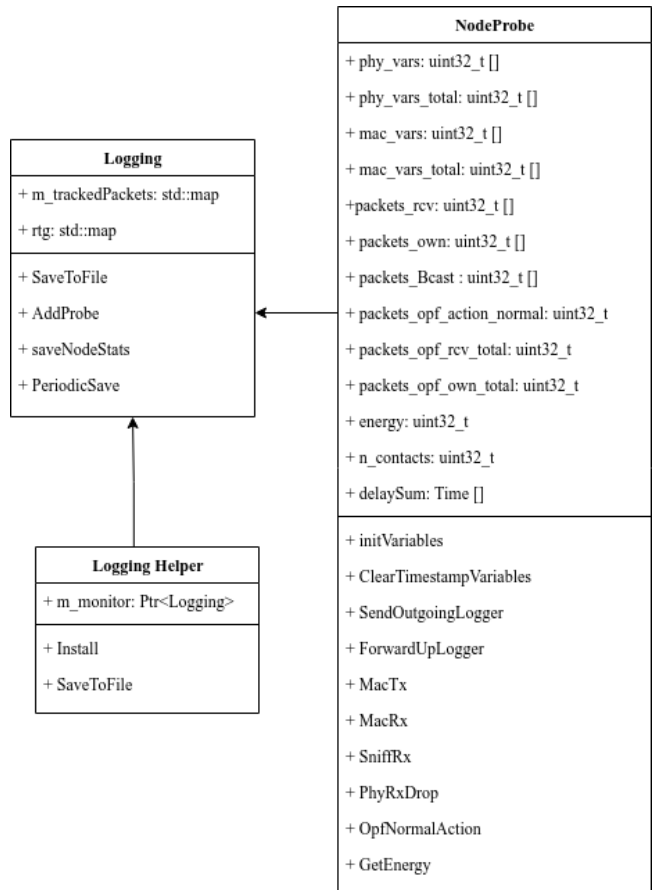 Logging
+ m_trackedPackets: std::map
+ rtg: std::map
+ SaveToFile
+ AddProbe
+ saveNodeStats
+ PeriodicSave
Logging Helper
+ m_monitor: Ptr<Logging>
+ Install
+ SaveToFile
NodeProbe
+ phy_vars: uint32_t []
+ phy_vars_total: uint32_t []
+ mac_vars: uint32_t []
+ mac_vars_total: uint32_t []
+packets_rcv: uint32_t []
+ packets_own: uint32_t []
+ packets_Bcast : uint32_t []
+ packets_opf_action_normal: uint32_t
+ packets_opf_rcv_total: uint32_t
+ packets_opf_own_total: uint32_t
+ energy: uint32_t
+ n_contacts: uint32_t
+ delaySum: Time []
+ initVariables
+ ClearTimestampVariables
+ SendOutgoingLogger
+ ForwardUpLogger
+ MacTx
+ MacRx
+ SniffRx
+ PhyRxDrop
+ OpfNormalAction
+ GetEnergy